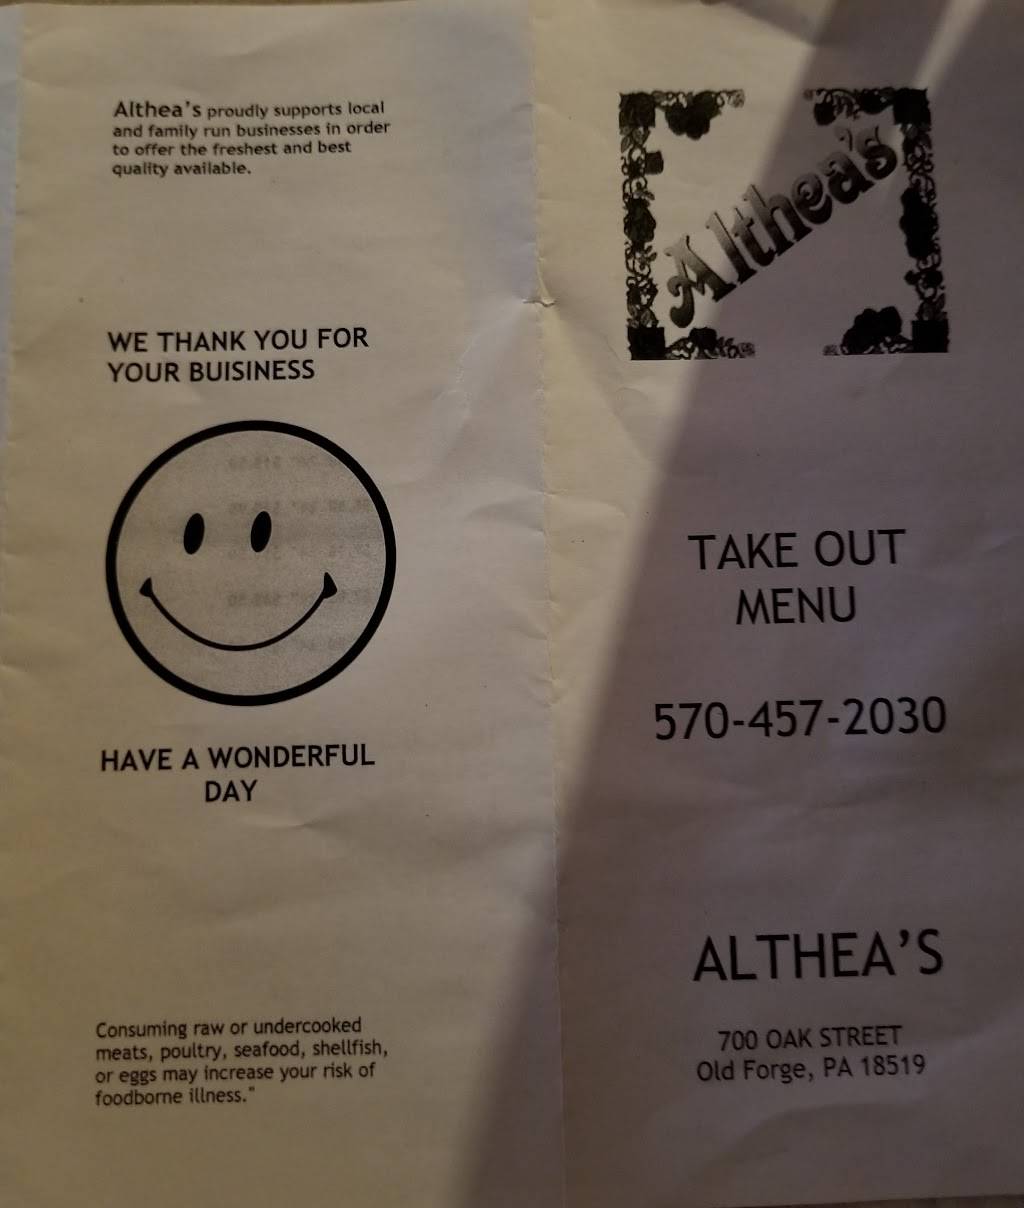 Althea's proudly supports local
and family run businesses in order
to offer the freshest and best
quality available.
WE THANK YOU FOR
YOUR BUISINESS
HAVE A WONDERFUL
DAY
Consuming raw or undercooked
meats, poultry, seafood, shellfish,
or eggs may increase your risk of
foodborne illness."
Althea's
TAKE OUT
MENU
570-457-2030
ALTHEA'S
700 OAK STREET
Old Forge, PA 18519